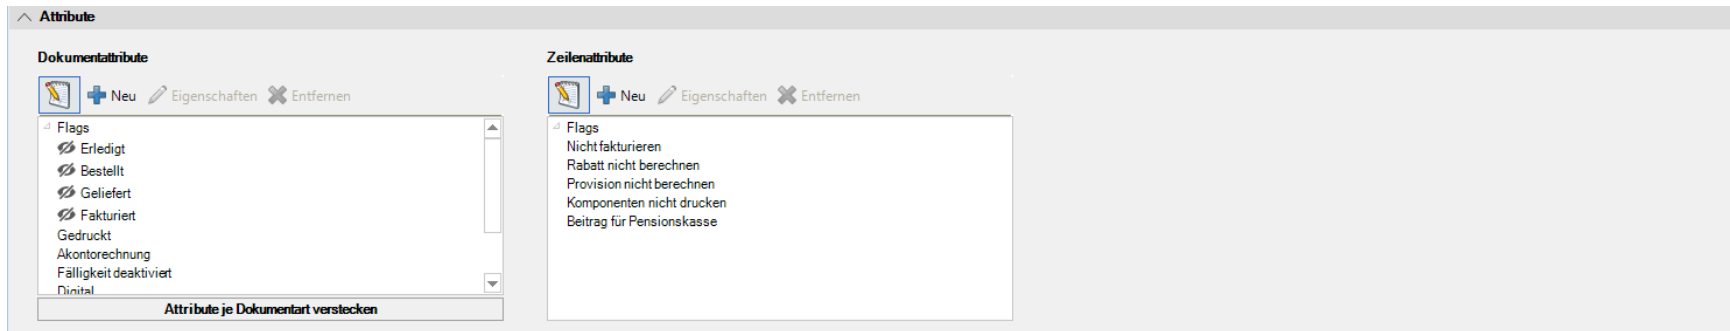 Attribute
Dokumentattribute
Neu Eigenschaften Entfernen
Flags
Erledigt
Bestellt
Geliefert
Fakturiert
Gedruckt
Akontorechnung
Fälligkeit deaktiviert
Digital
Attribute je Dokumentart verstecken
Zeilenattribute
Neu Eigenschaften Entfernen
Flags
Nicht fakturieren
Rabatt nicht berechnen
Provision nicht berechnen
Komponenten nicht drucken
Beitrag für Pensionskasse